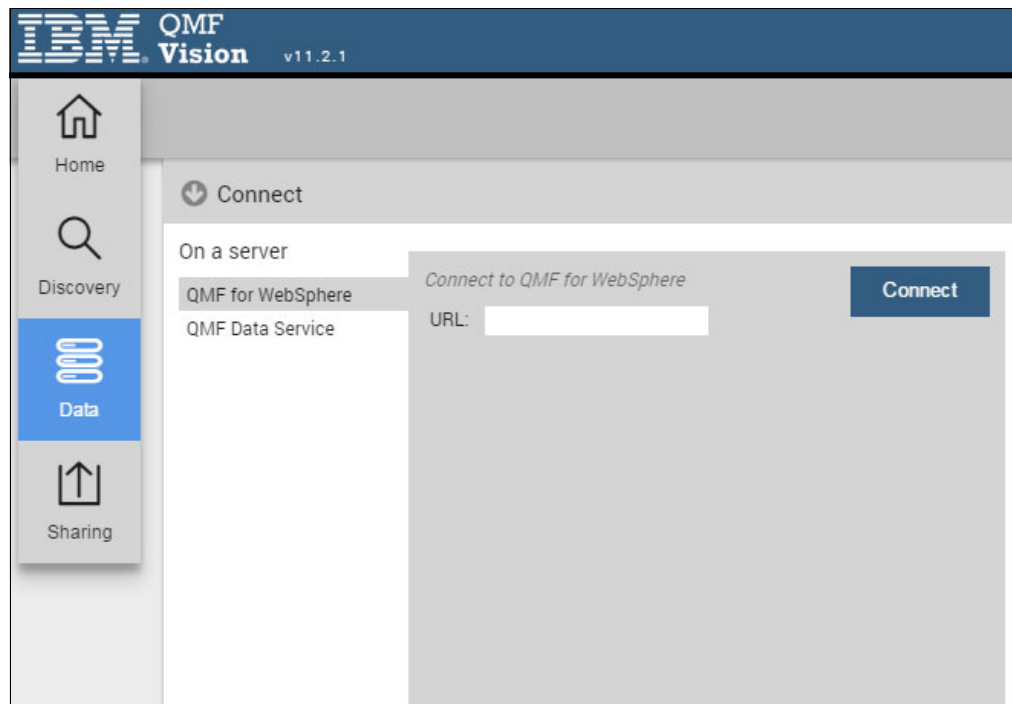 IBM.
QMF
Vision v11.2.1
Home
Connect
On a server
Discovery
QMF for WebSphere
QMF Data Service
Connect to QMF for WebSphere
URL:
Connect
Data
Sharing